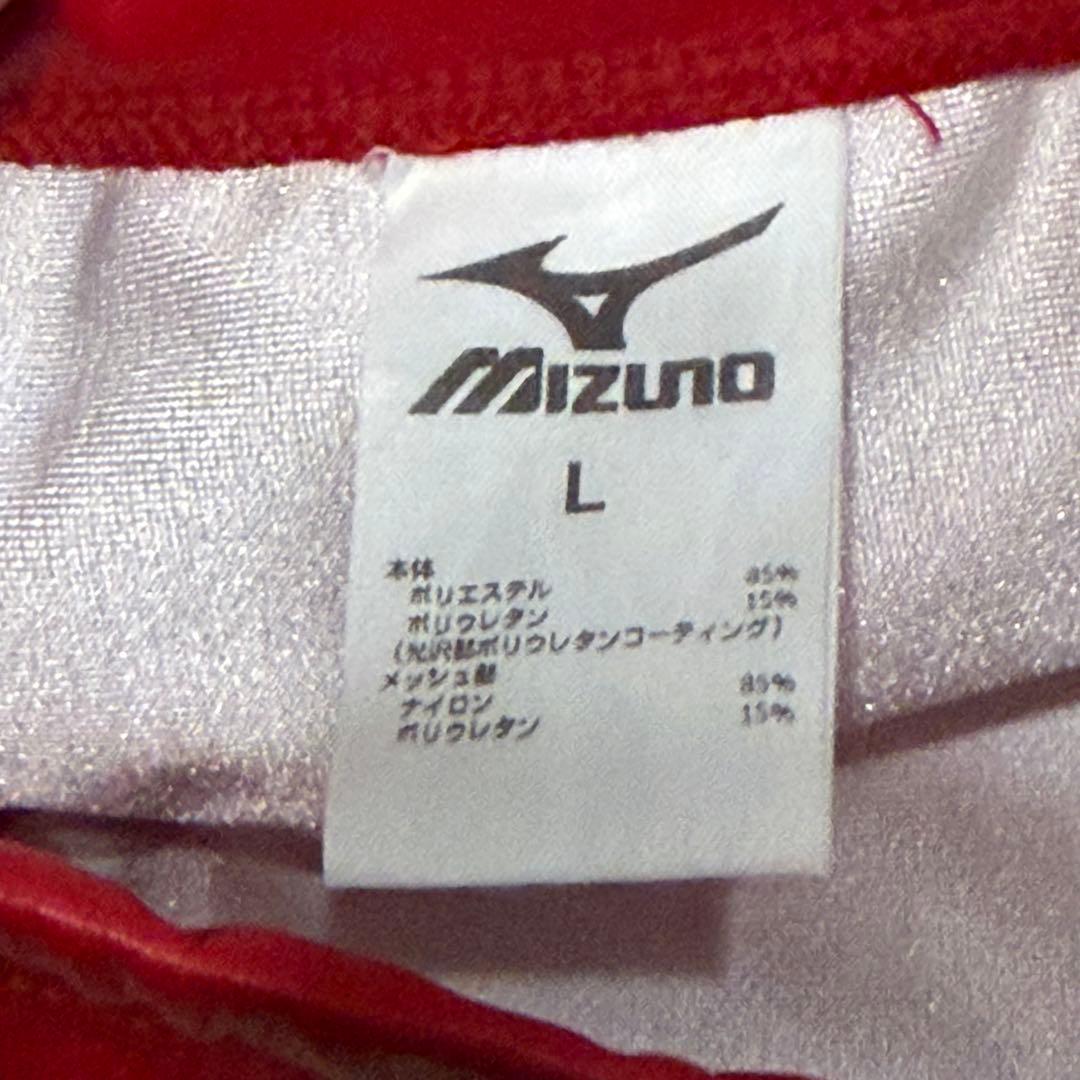 MIZUNO
L
本体
ポリエステル 85%
ポリウレタン 15%
(光沢部ポリウレタンコーティング)
メッシュ部
ナイロン 85%
ポリウレタン 15%